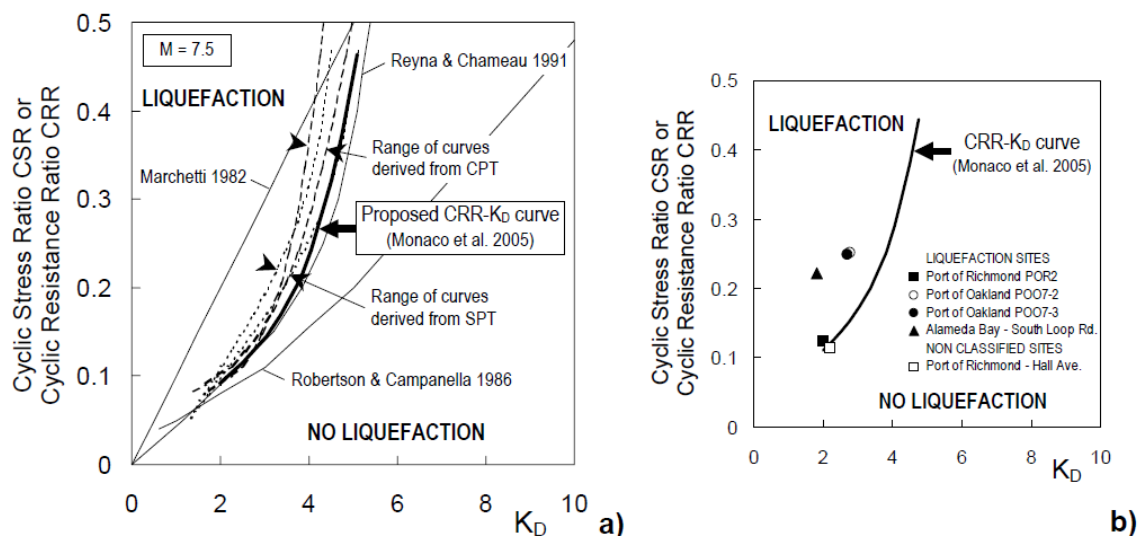 Cyclic Stress Ratio CSR or
Cyclic Resistance Ratio CRR
0.5
0.4
0.3
0.2
0.1
0
M = 7.5
LIQUEFACTION
Reyna & Chameau 1991
Range of curves
derived from CPT
Marchetti 1982
Proposed CRR-KD curve
(Monaco et al. 2005)
Range of curves
derived from SPT
Robertson & Campanella 1986
NO LIQUEFACTION
0 2 4 6 8 10
KD
a)
Cyclic Stress Ratio CSR or
Cyclic Resistance Ratio CRR
0.5
0.4
0.3
0.2
0.1
0
LIQUEFACTION
CRR-KD curve
(Monaco et al. 2005)
LIQUEFACTION SITES
Port of Richmond POR2
Port of Oakland POO7-2
Port of Oakland POO7-3
Alameda Bay - South Loop Rd.
NON CLASSIFIED SITES
Port of Richmond - Hall Ave.
NO LIQUEFACTION
0 2 4 6 8 10
KD
b)